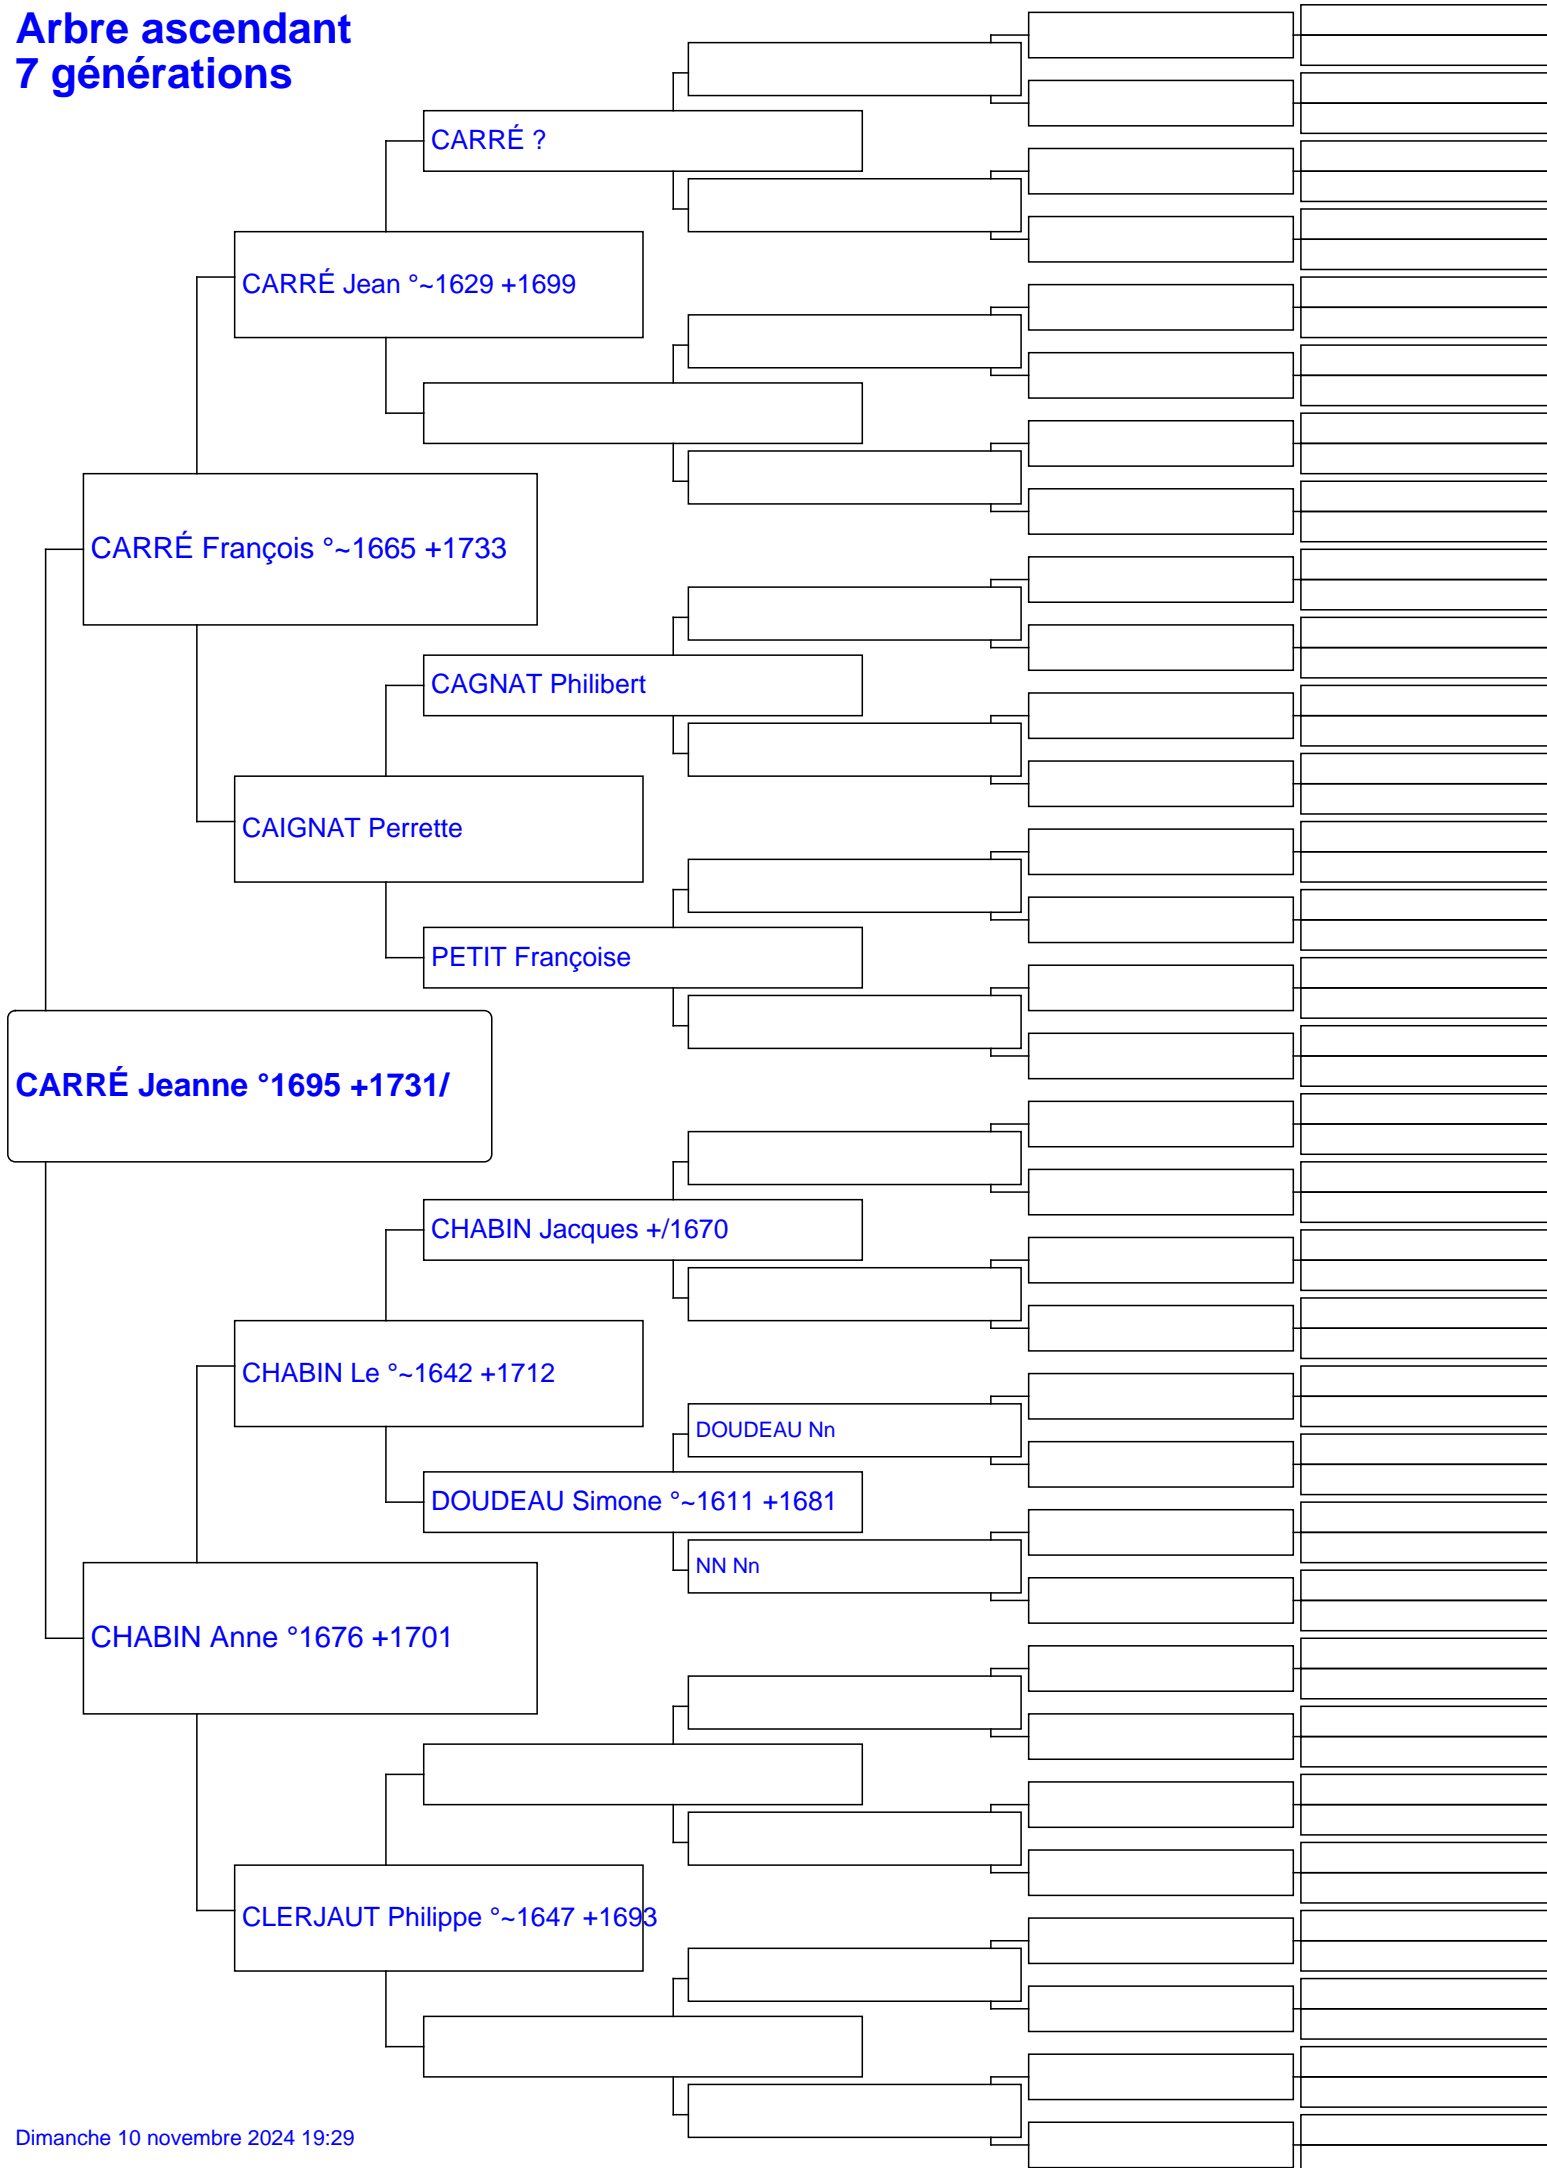 Arbre ascendant
7 générations
CARRÉ ?
CARRÉ Jean °~1629 +1699
CARRÉ François °~1665 +1733
CAGNAT Philibert
CAIGNAT Perrette
PETIT Françoise
CARRÉ Jeanne °1695 +1731/
CHABIN Jacques +/1670
CHABIN Le °~1642 +1712
DOUDEAU Nn
DOUDEAU Simone °~1611 +1681
NN Nn
CHABIN Anne °1676 +1701
CLERJAUT Philippe °~1647 +1693
Dimanche 10 novembre 2024 19:29